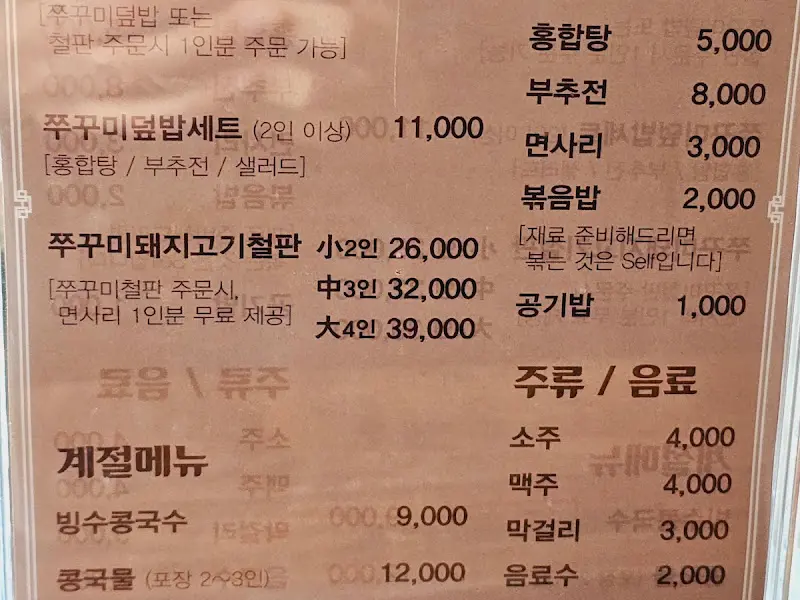 [쭈꾸미덮밥 또는
철판 주문시 1인분 주문 가능]
쭈꾸미덮밥세트 (2인 이상) 11,000
[홍합탕 / 부추전 / 샐러드]
쭈꾸미돼지고기철판 小2인 26,000
[쭈꾸미철판 주문시, 中3인 32,000
면사리 1인분 무료 제공] 大4인 39,000
계절메뉴
빙수콩국수 9,000
콩국물 (포장 2~3인) 12,000
홍합탕 5,000
부추전 8,000
면사리 3,000
볶음밥 2,000
[재료 준비해드리면
볶는 것은 Self입니다]
공기밥 1,000
주류 / 음료
소주 4,000
맥주 4,000
막걸리 3,000
음료수 2,000